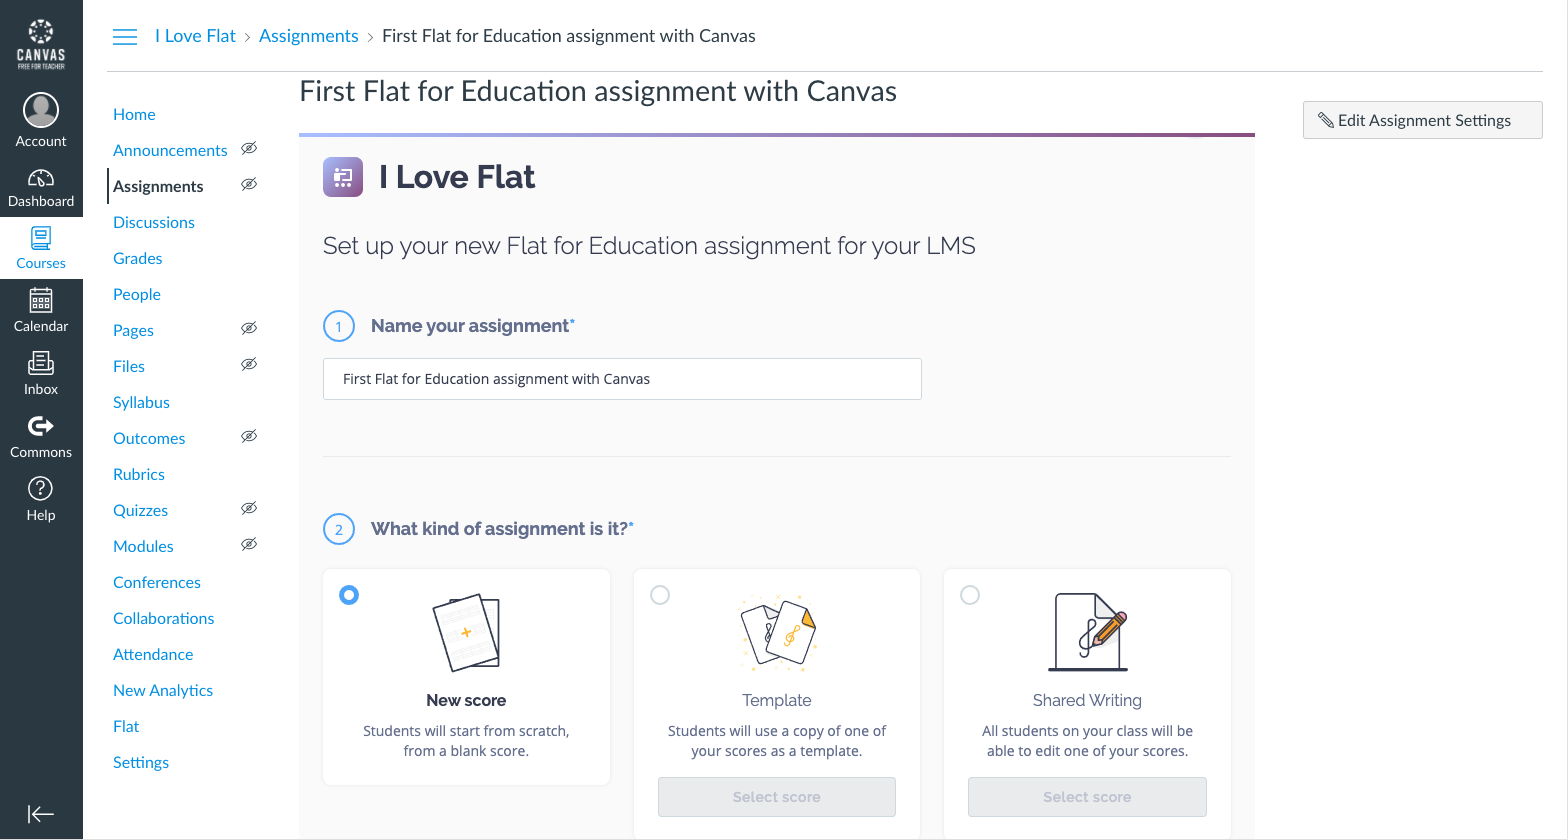 CANVAS
FREE FOR TEACHER
Account
Dashboard
Courses
Calendar
Inbox
Commons
Help
I Love Flat › Assignments › First Flat for Education assignment with Canvas
Home
Announcements
Assignments
Discussions
Grades
People
Pages
Files
Syllabus
Outcomes
Rubrics
Quizzes
Modules
Conferences
Collaborations
Attendance
New Analytics
Flat
Settings
First Flat for Education assignment with Canvas
Edit Assignment Settings
I Love Flat
Set up your new Flat for Education assignment for your LMS
1 Name your assignment*
First Flat for Education assignment with Canvas
2 What kind of assignment is it?*
New score
Students will start from scratch,
from a blank score.
Template
Students will use a copy of one of
your scores as a template.
Select score
Shared Writing
All students on your class will be
able to edit one of your scores.
Select score